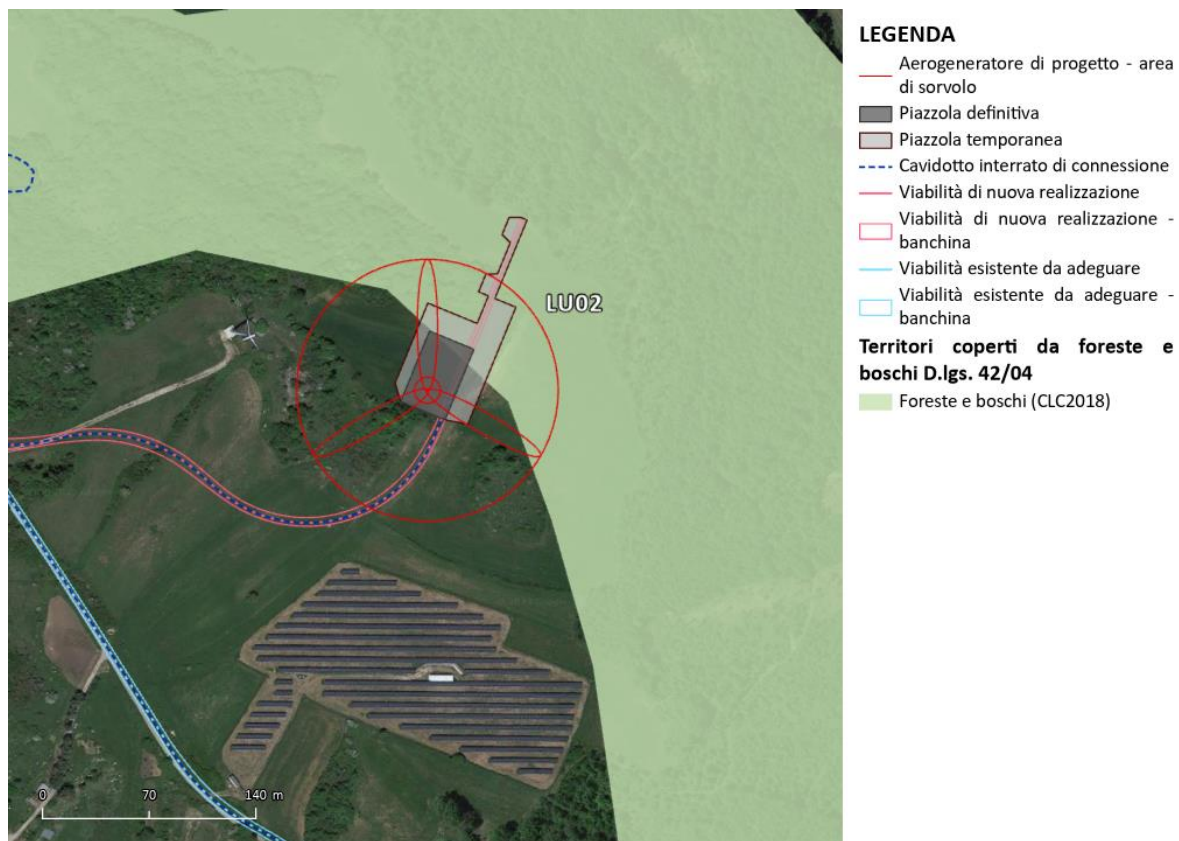 LU02
0 70 140 m
LEGENDA
Aerogeneratore di progetto - area
di sorvolo
Piazzola definitiva
Piazzola temporanea
Cavidotto interrato di connessione
Viabilità di nuova realizzazione
Viabilità di nuova realizzazione -
banchina
Viabilità esistente da adeguare
Viabilità esistente da adeguare -
banchina
Territori coperti da foreste e
boschi D.lgs. 42/04
Foreste e boschi (CLC2018)